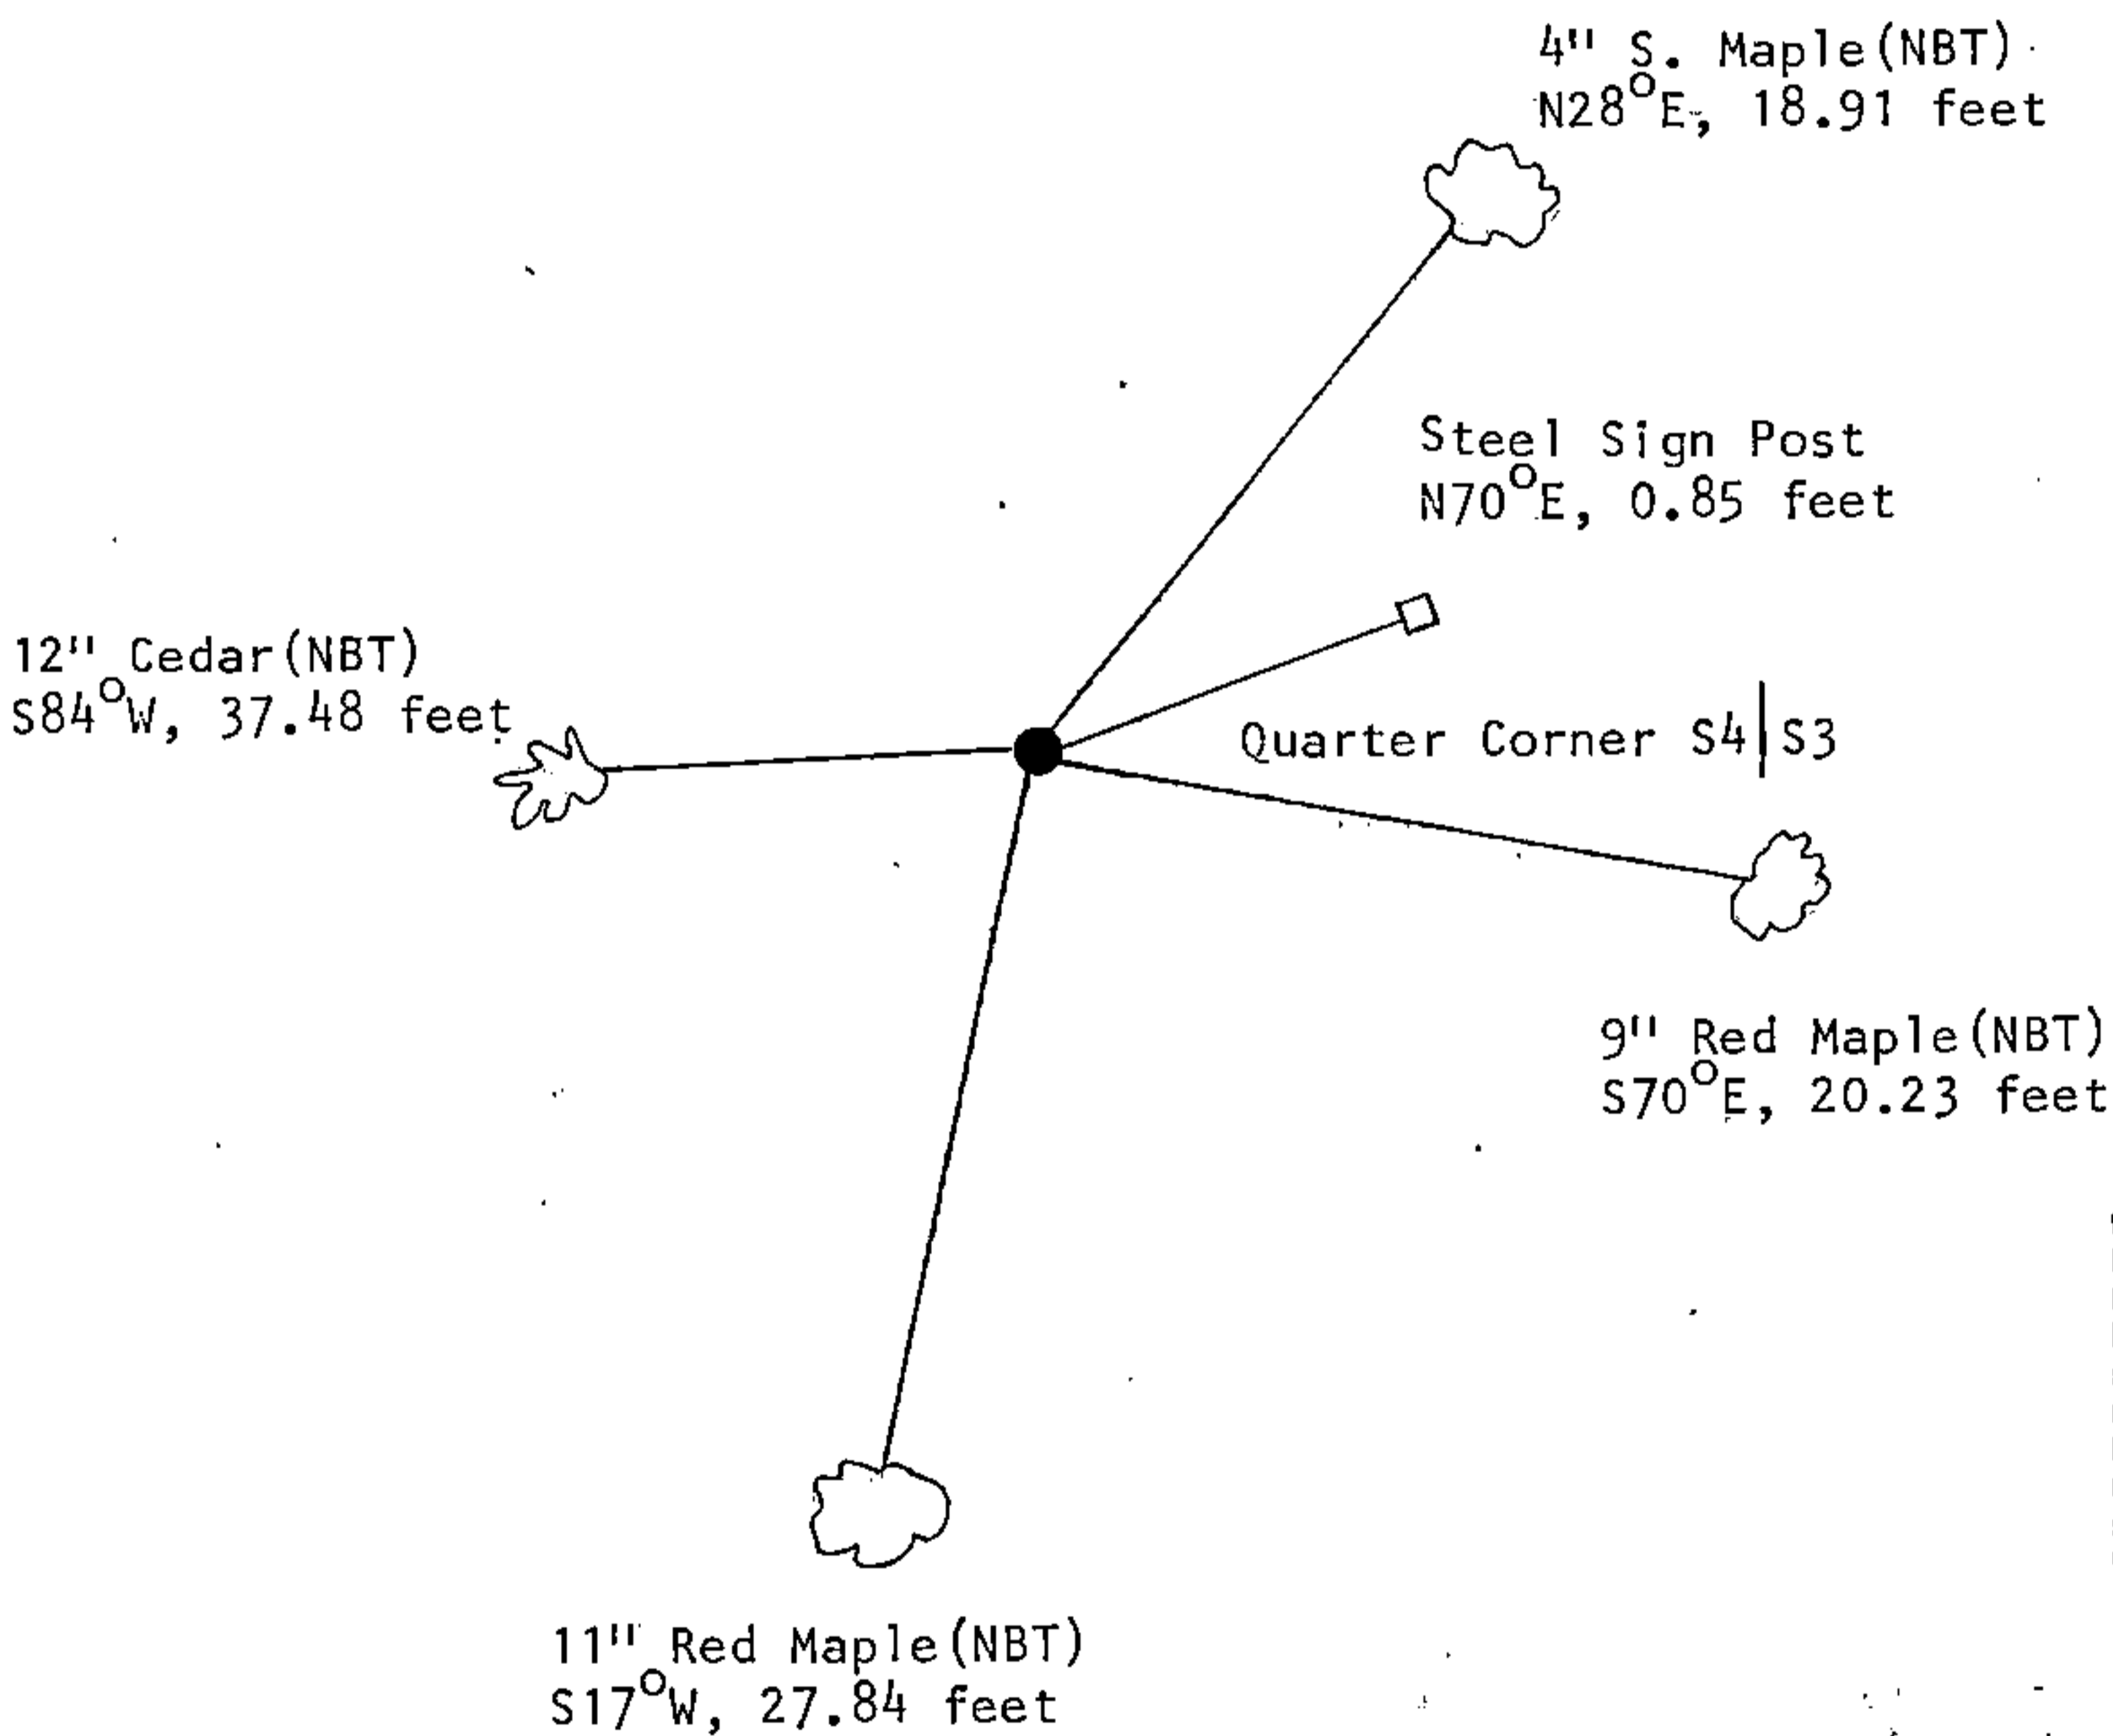 4" S. Maple(NBT)
N28°E, 18.91 feet
Steel Sign Post
N70°E, 0.85 feet
12" Cedar(NBT)
S84°W, 37.48 feet
Quarter Corner S4|S3
9" Red Maple(NBT)
S70°E, 20.23 feet
11" Red Maple(NBT)
S17°W, 27.84 feet